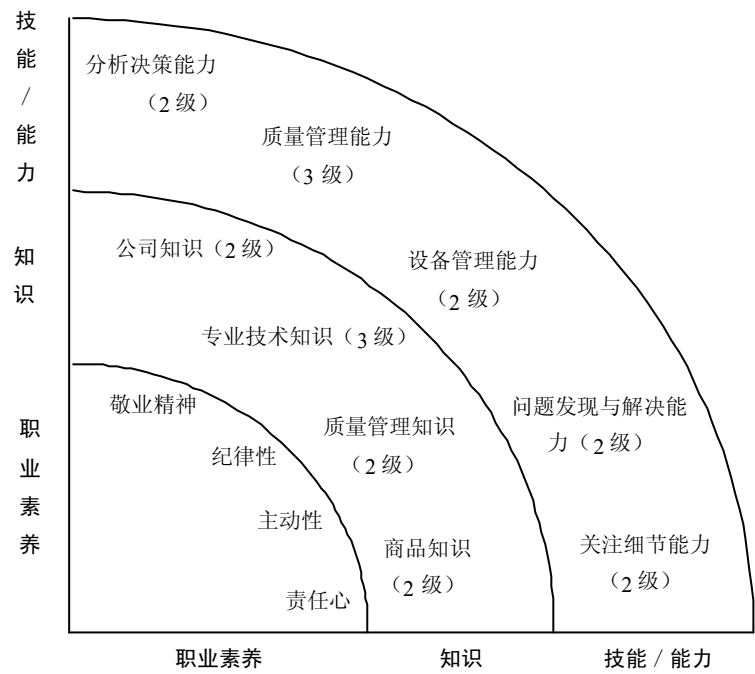 技能/能力
知识
职业素养
分析决策能力
（2 级）
质量管理能力
（3 级）
设备管理能力
（2 级）
问题发现与解决能
力（2 级）
关注细节能力
（2 级）
公司知识（2 级）
专业技术知识（3 级）
质量管理知识
（2 级）
商品知识
（2 级）
敬业精神
纪律性
主动性
责任心
职业素养
知识
技能 / 能力